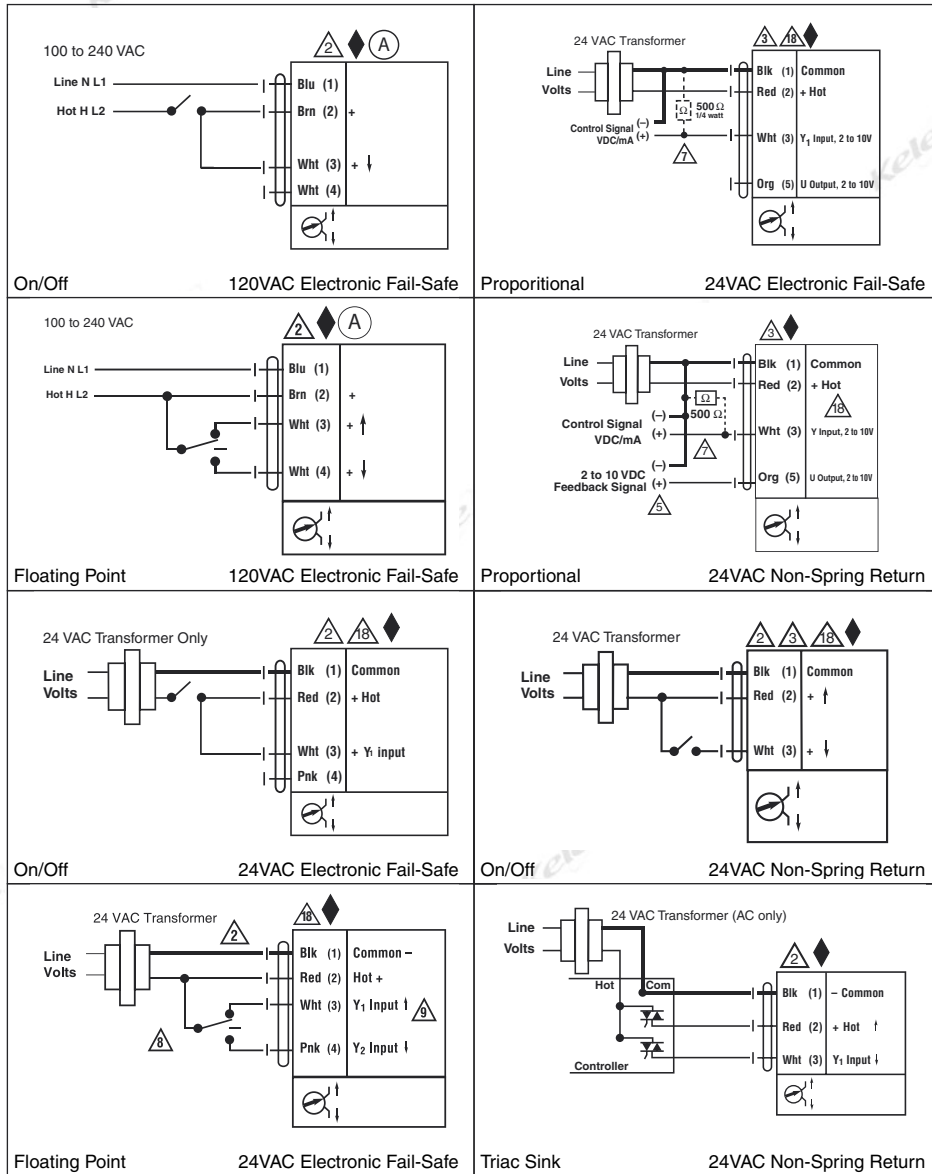 100 to 240 VAC
2 A
Line N L1
Hot H L2
Blu (1)
Brn (2) +
Wht (3) +
Wht (4)
On/Off 120VAC Electronic Fail-Safe
24 VAC Transformer
3 18
Line
Volts
Blk (1) Common
Red (2) + Hot
Ω 500 Ω
1/4 watt
Control Signal (–)
VDC/mA (+)
7
Wht (3) Y1 Input, 2 to 10V
Org (5) U Output, 2 to 10V
Proporitional 24VAC Electronic Fail-Safe
100 to 240 VAC
2 A
Line N L1
Hot H L2
Blu (1)
Brn (2) +
Wht (3) +
Wht (4) +
Floating Point 120VAC Electronic Fail-Safe
24 VAC Transformer
3
Line
Volts
Blk (1) Common
Red (2) + Hot
18
Ω
500 Ω
Control Signal (–)
VDC/mA (+)
7
Wht (3) Y Input, 2 to 10V
2 to 10 VDC (–)
Feedback Signal (+)
5
Org (5) U Output, 2 to 10V
Proportional 24VAC Non-Spring Return
24 VAC Transformer Only
2 18
Line
Volts
Blk (1) Common
Red (2) + Hot
Wht (3) + Y1 input
Pnk (4)
On/Off 24VAC Electronic Fail-Safe
24 VAC Transformer
2 3 18
Line
Volts
Blk (1) Common
Red (2) +
Wht (3) +
On/Off 24VAC Non-Spring Return
24 VAC Transformer
2
18
Line
Volts
Blk (1) Common –
Red (2) Hot +
Wht (3) Y1 Input
9
8
Pnk (4) Y2 Input
Floating Point 24VAC Electronic Fail-Safe
24 VAC Transformer (AC only)
Line
Volts
2
Hot Com
Blk (1) – Common
Red (2) + Hot
Wht (3) Y1 Input
Controller
Triac Sink 24VAC Non-Spring Return